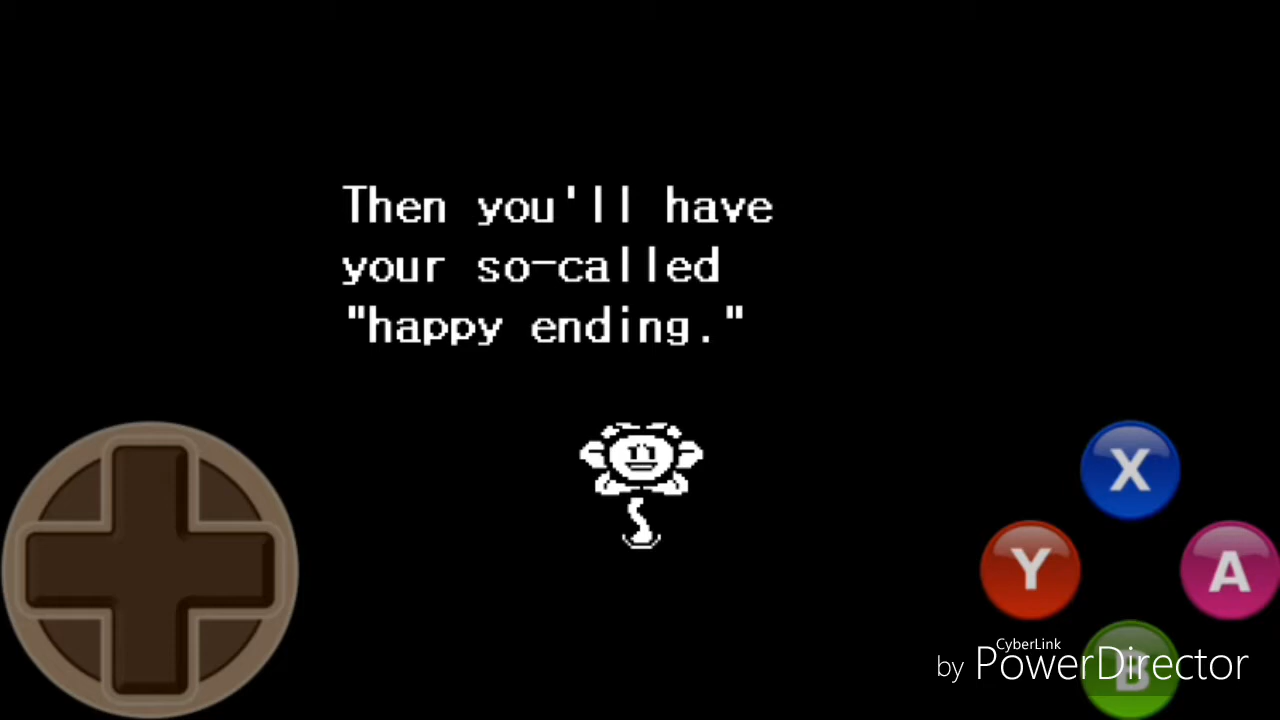 Then you'll have
your so-called
"happy ending."
X
Y
A
B
CyberLink
by PowerDirector